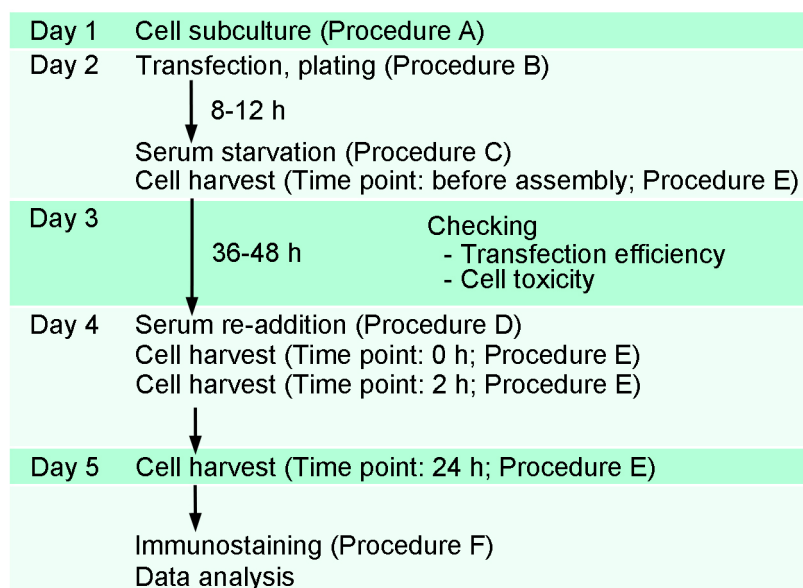 Day 1 Cell subculture (Procedure A)
Day 2 Transfection, plating (Procedure B)
8-12 h
Serum starvation (Procedure C)
Cell harvest (Time point: before assembly; Procedure E)
Day 3
Checking
36-48 h
- Transfection efficiency
- Cell toxicity
Day 4 Serum re-addition (Procedure D)
Cell harvest (Time point: 0 h; Procedure E)
Cell harvest (Time point: 2 h; Procedure E)
Day 5 Cell harvest (Time point: 24 h; Procedure E)
Immunostaining (Procedure F)
Data analysis